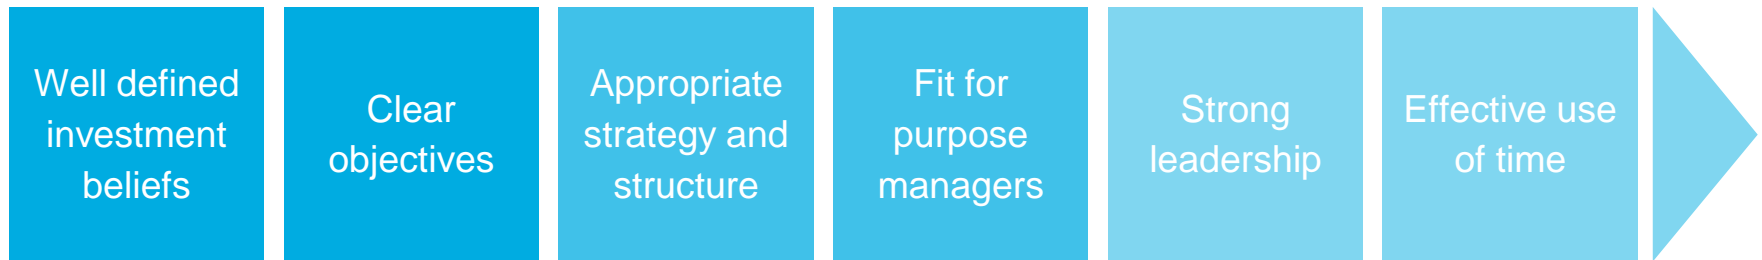 Well defined
investment
beliefs
Clear
objectives
Appropriate
strategy and
structure
Fit for
purpose
managers
Strong
leadership
Effective use
of time